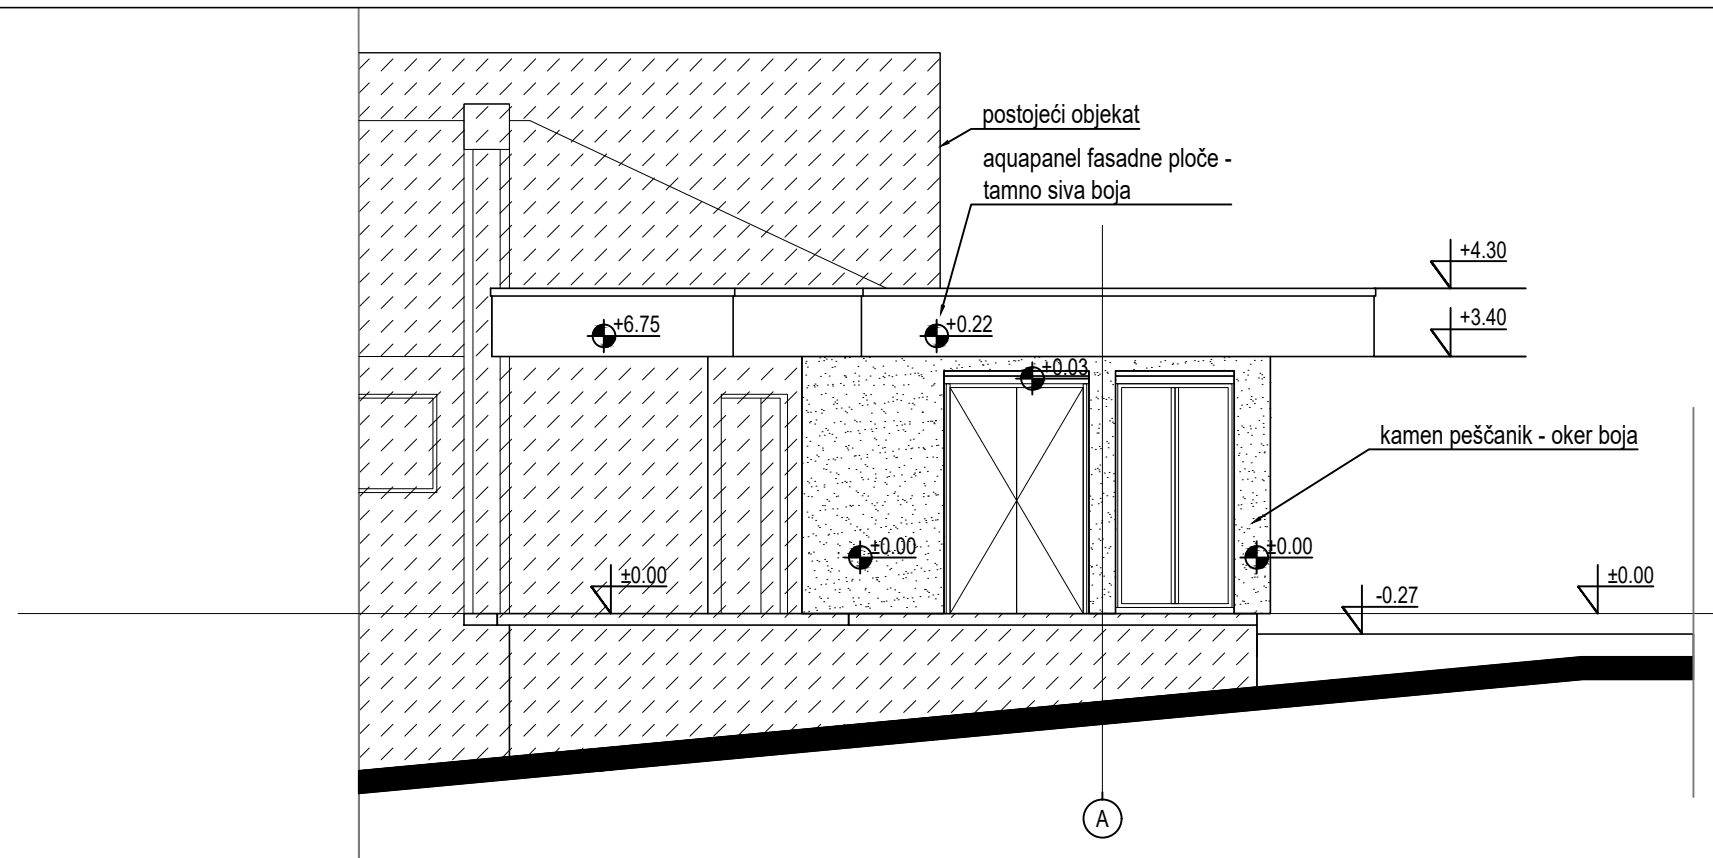 postojeći objekat
aquapanel fasadne ploče -
tamno siva boja
+4.30
+3.40
+6.75
+0.22
+0.03
kamen peščanik - oker boja
±0.00
±0.00
±0.00
±0.00
-0.27
A